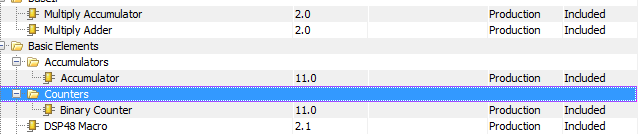 Multiply Accumulator 2.0 Production Included
Multiply Adder 2.0 Production Included
Basic Elements
Accumulators
Accumulator 11.0 Production Included
Counters
Binary Counter 11.0 Production Included
DSP48 Macro 2.1 Production Included